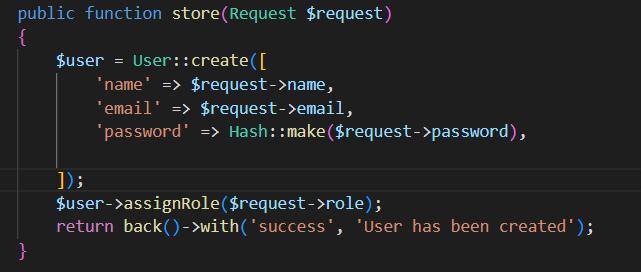 public function store(Request $request)
{
    $user = User::create([
        'name' => $request->name,
        'email' => $request->email,
        'password' => Hash::make($request->password),

    ]);
    $user->assignRole($request->role);
    return back()->with('success', 'User has been created');
}